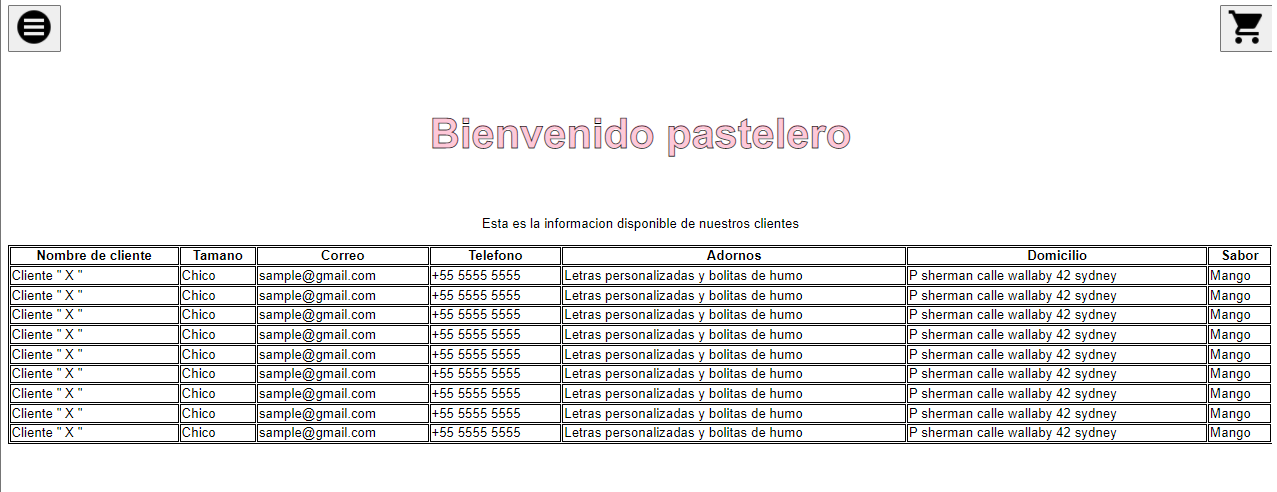 Bienvenido pastelero
Esta es la informacion disponible de nuestros clientes
Nombre de cliente Tamano Correo Telefono Adornos Domicilio Sabor
Cliente " X " Chico sample@gmail.com +55 5555 5555 Letras personalizadas y bolitas de humo P sherman calle wallaby 42 sydney Mango
Cliente " X " Chico sample@gmail.com +55 5555 5555 Letras personalizadas y bolitas de humo P sherman calle wallaby 42 sydney Mango
Cliente " X " Chico sample@gmail.com +55 5555 5555 Letras personalizadas y bolitas de humo P sherman calle wallaby 42 sydney Mango
Cliente " X " Chico sample@gmail.com +55 5555 5555 Letras personalizadas y bolitas de humo P sherman calle wallaby 42 sydney Mango
Cliente " X " Chico sample@gmail.com +55 5555 5555 Letras personalizadas y bolitas de humo P sherman calle wallaby 42 sydney Mango
Cliente " X " Chico sample@gmail.com +55 5555 5555 Letras personalizadas y bolitas de humo P sherman calle wallaby 42 sydney Mango
Cliente " X " Chico sample@gmail.com +55 5555 5555 Letras personalizadas y bolitas de humo P sherman calle wallaby 42 sydney Mango
Cliente " X " Chico sample@gmail.com +55 5555 5555 Letras personalizadas y bolitas de humo P sherman calle wallaby 42 sydney Mango
Cliente " X " Chico sample@gmail.com +55 5555 5555 Letras personalizadas y bolitas de humo P sherman calle wallaby 42 sydney Mango